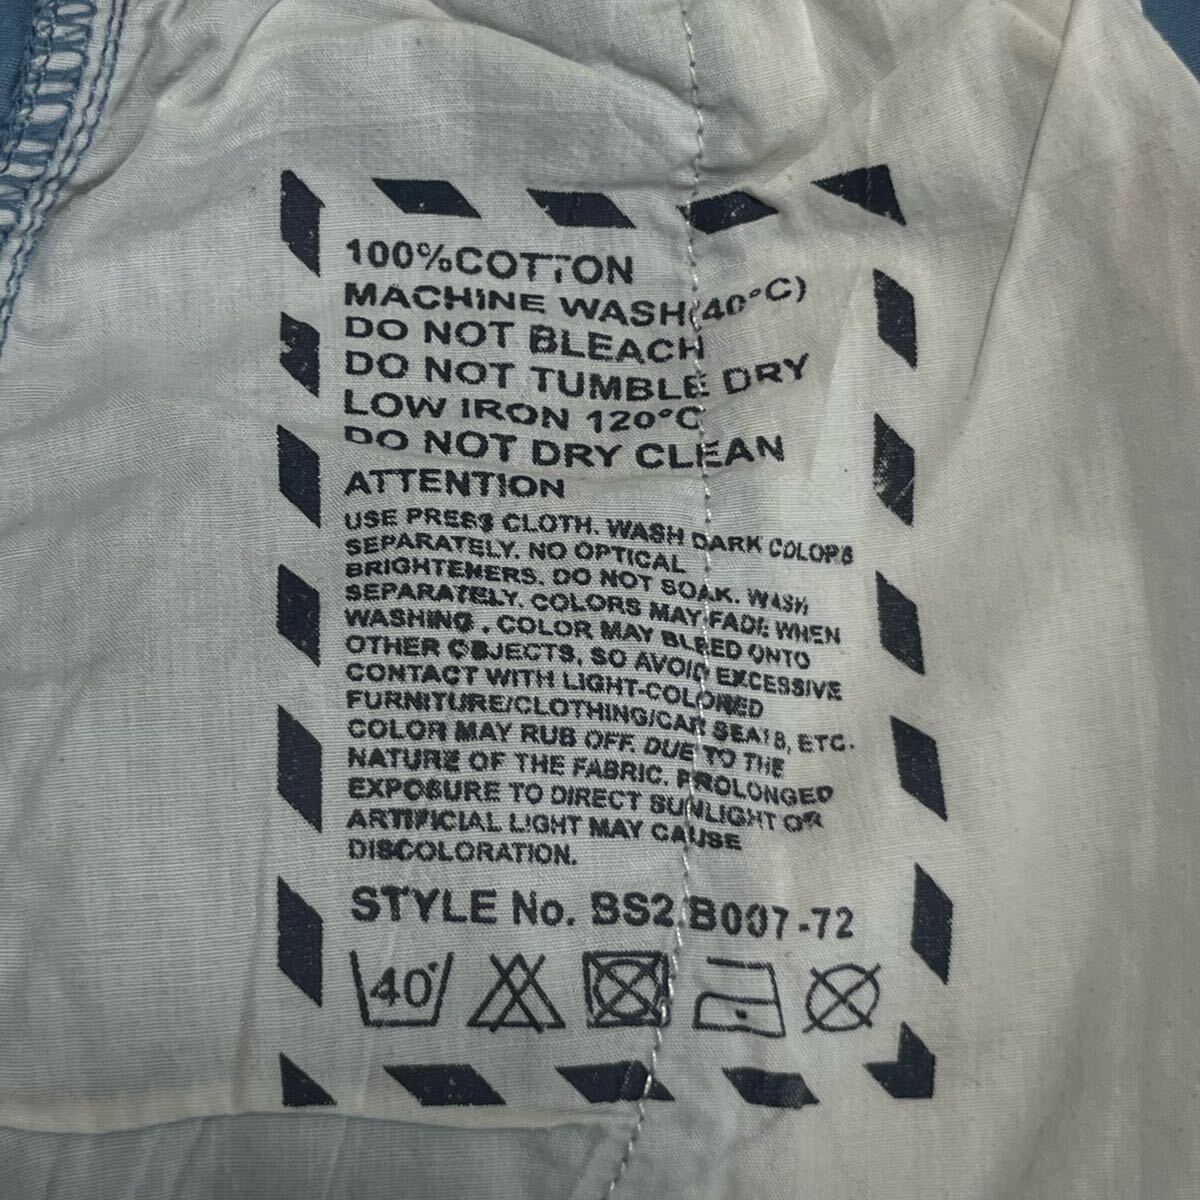 100%COTTON
MACHINE WASH(40°C)
DO NOT BLEACH
DO NOT TUMBLE DRY
LOW IRON 120°C
DO NOT DRY CLEAN
ATTENTION
USE PRESS CLOTH. WASH DARK COLORS
SEPARATELY. NO OPTICAL
BRIGHTEMERS. DO NOT SOAK. WASH
SEPARATELY. COLORS MAY FADE WHEN
WASHING . COLOR MAY BLEED ONTO
OTHER OBJECTS, SO AVOID EXCESSIVE
CONTACT WITH LIGHT-COLORED
FURNITURE/CLOTHING/CAR SEATS, ETC.
COLOR MAY RUB OFF. DUE TO THE
NATURE OF THE FABRIC. PROLONGED
EXPOSURE TO DIRECT SUNLIGHT OR
ARTIFICIAL LIGHT MAY CAUSE
DISCOLORATION.
STYLE No. BS2.B007-72
40°